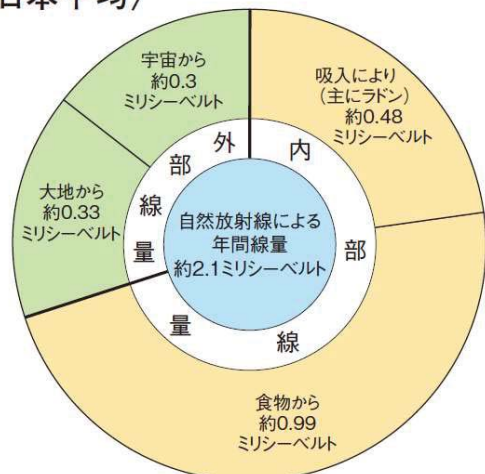 日本平均)
宇宙から
約0.3
ミリシーベルト
吸入により
(主にラドン)
約0.48
ミリシーベルト
大地から
約0.33
ミリシーベルト
外部線量
内部線量
自然放射線による
年間線量
約2.1ミリシーベルト
食物から
約0.99
ミリシーベルト